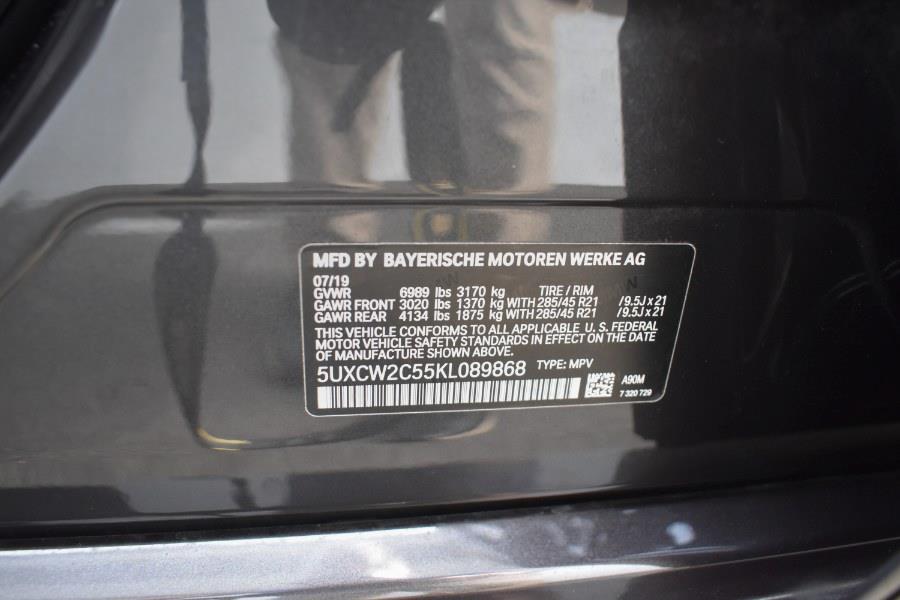 MFD BY BAYERISCHE MOTOREN WERKE AG
07/19
GVWR 6989 lbs 3170 kg TIRE / RIM
GAWR FRONT 3020 lbs 1370 kg WITH 285/45 R21 /9.5J x 21
GAWR REAR 4134 lbs 1875 kg WITH 285/45 R21 /9.5J x 21
THIS VEHICLE CONFORMS TO ALL APPLICABLE U. S. FEDERAL
MOTOR VEHICLE SAFETY STANDARDS IN EFFECT ON THE DATE
OF MANUFACTURE SHOWN ABOVE.
5UXCW2C55KL089868 TYPE: MPV
A90M
7 320 729